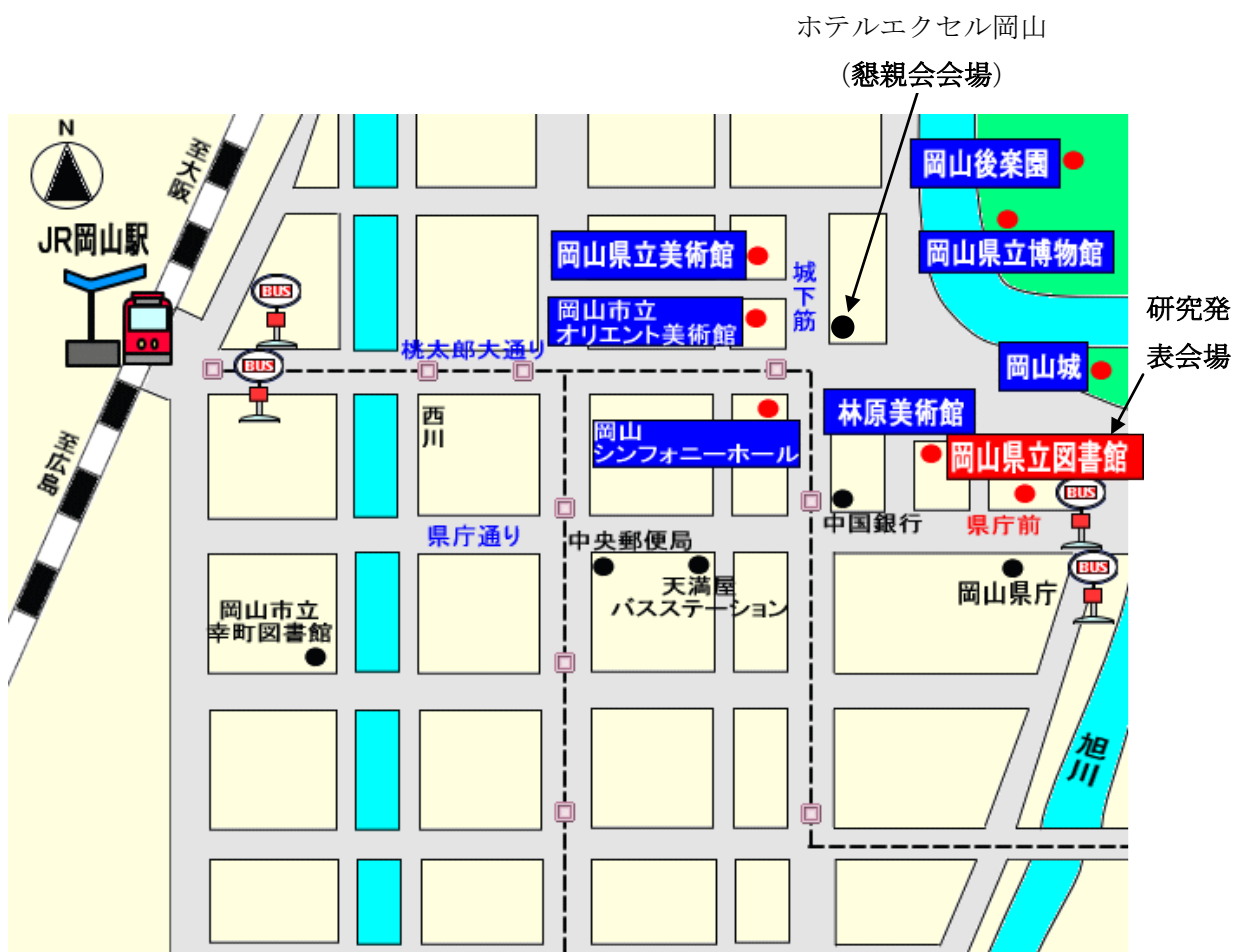 ホテルエクセル岡山
（懇親会会場）
N
至大阪
JR岡山駅
岡山後楽園
岡山県立博物館
岡山県立美術館
城下筋
岡山市立
オリエント美術館
研究発
表会場
BUS
桃太郎大通り
BUS
岡山城
西川
林原美術館
岡山
シンフォニーホール
岡山県立図書館
至広島
BUS
中国銀行
県庁前
県庁通り
中央郵便局
天満屋
バスステーション
BUS
岡山県庁
岡山市立
幸町図書館
旭川